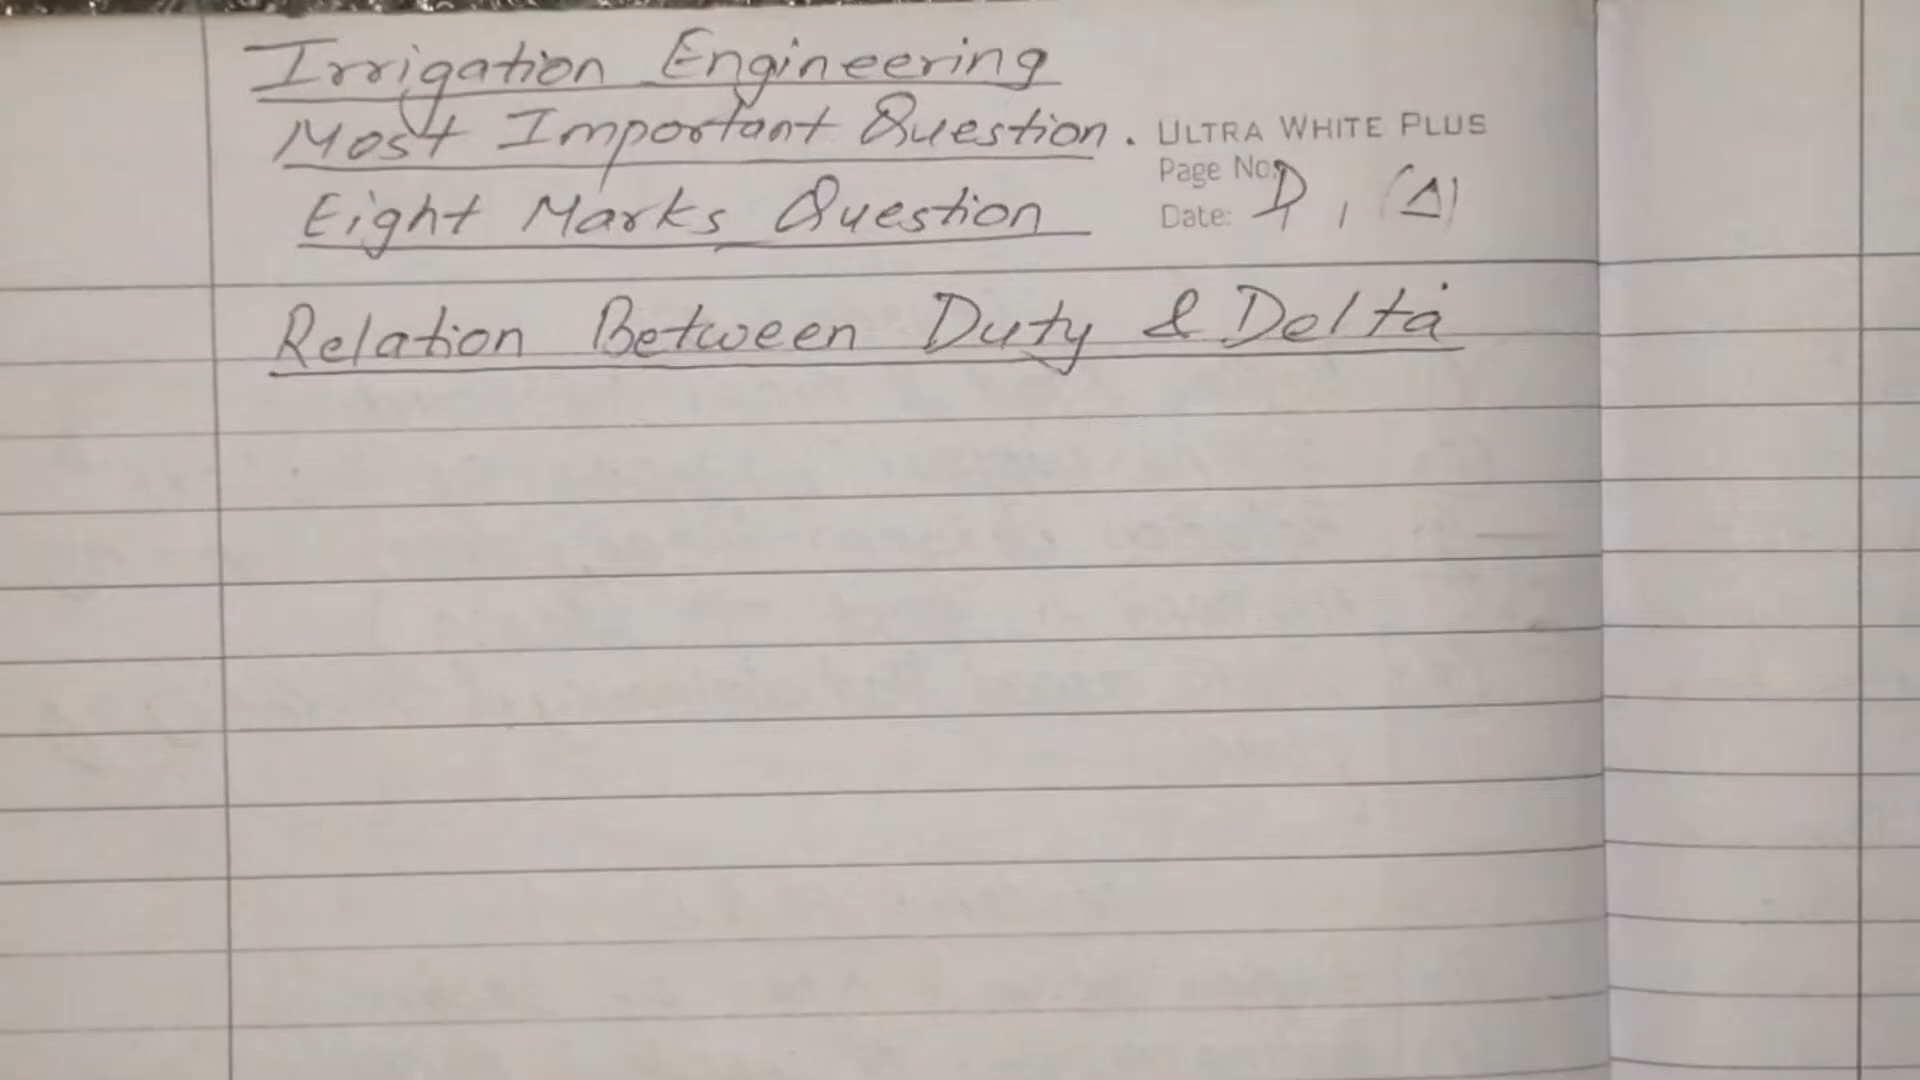 Irrigation Engineering
Most Important Question.
ULTRA WHITE PLUS
Page No.
Eight Marks Question
Date: D, (Δ)
Relation Between Duty & Delta